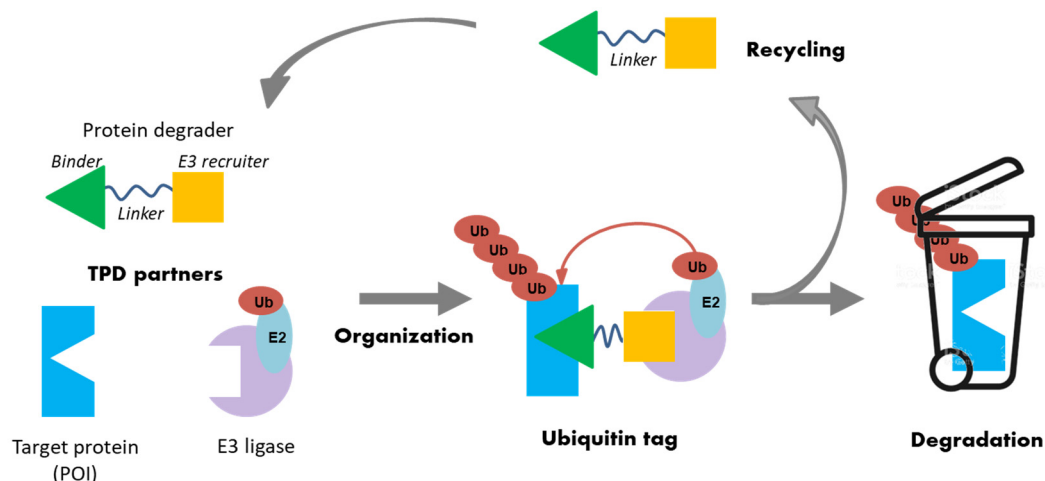 Linker
Recycling
Protein degrader
Binder
E3 recruiter
Linker
TPD partners
Ub
E2
Organization
Ub
Ub
Ub
Ub
Ub
E2
Ub
Ub
Ub
Ub
Target protein
(POI)
E3 ligase
Ubiquitin tag
Degradation